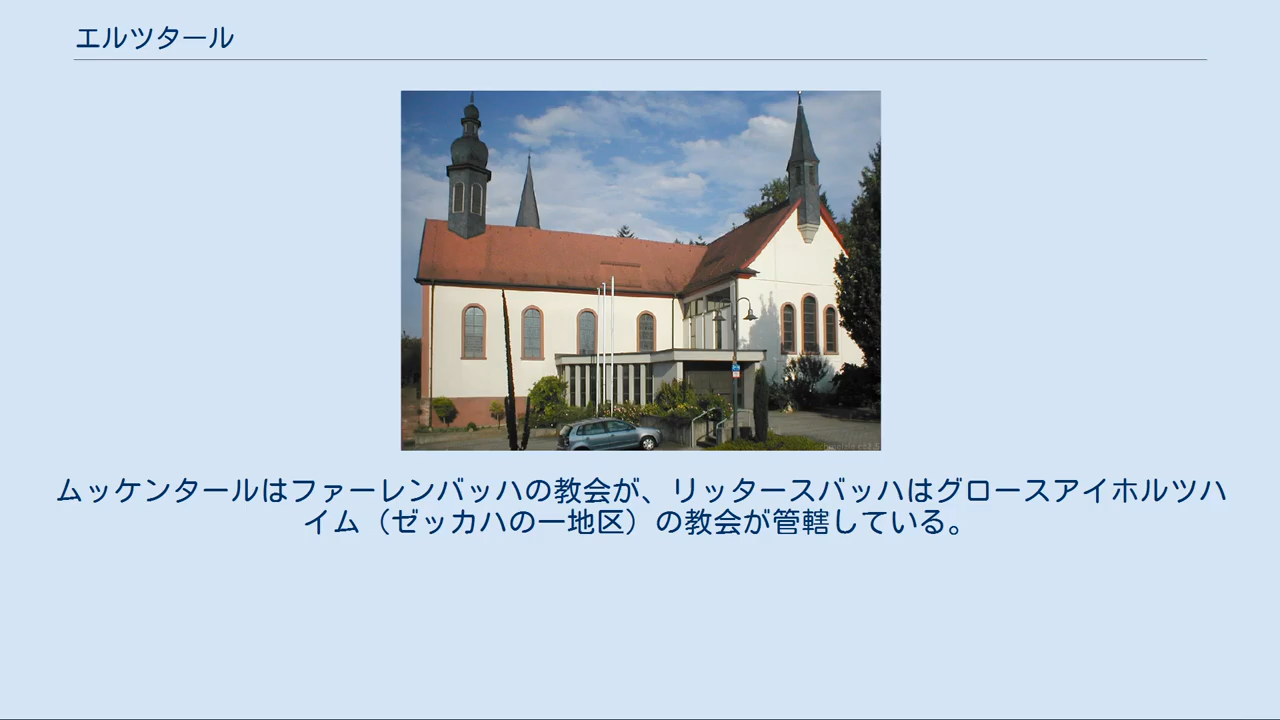 エルツタール
ムッケンタールはファーレンバッハの教会が、リッタースバッハはグロースアイホルツハ
イム（ゼッカハの一地区）の教会が管轄している。